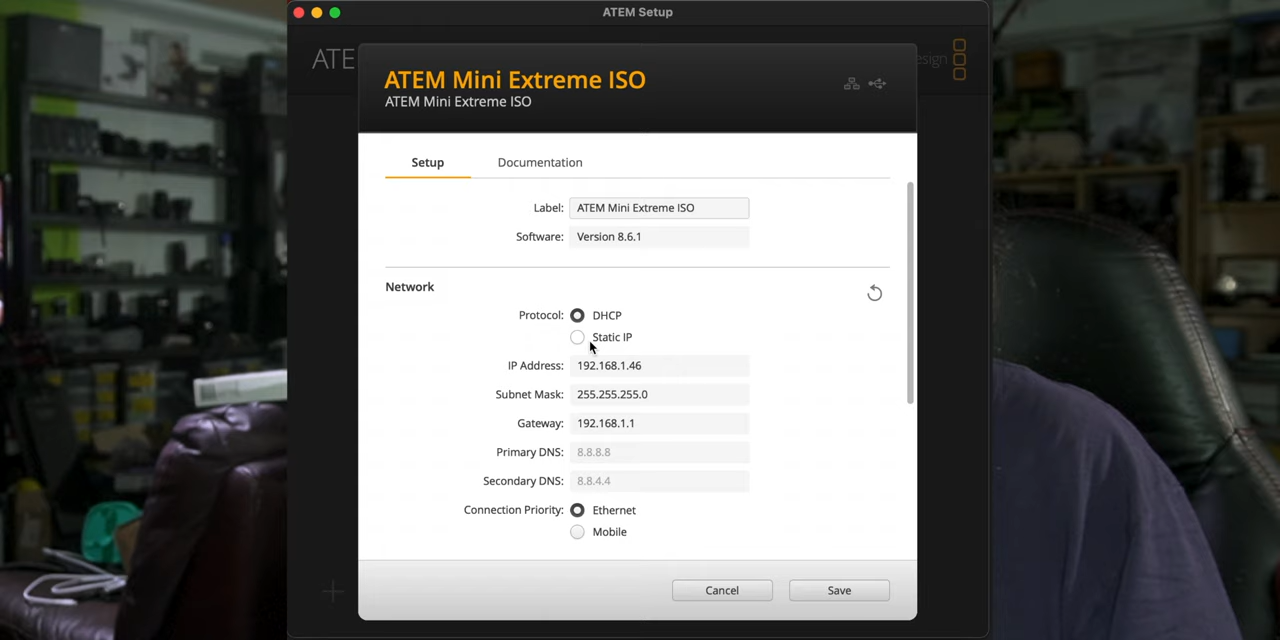 ATEM Setup
ATE
esign
ATEM Mini Extreme ISO
ATEM Mini Extreme ISO
Setup
Documentation
Label: ATEM Mini Extreme ISO
Software: Version 8.6.1
Network
Protocol: DHCP
Static IP
IP Address: 192.168.1.46
Subnet Mask: 255.255.255.0
Gateway: 192.168.1.1
Primary DNS: 8.8.8.8
Secondary DNS: 8.8.4.4
Connection Priority: Ethernet
Mobile
Cancel
Save